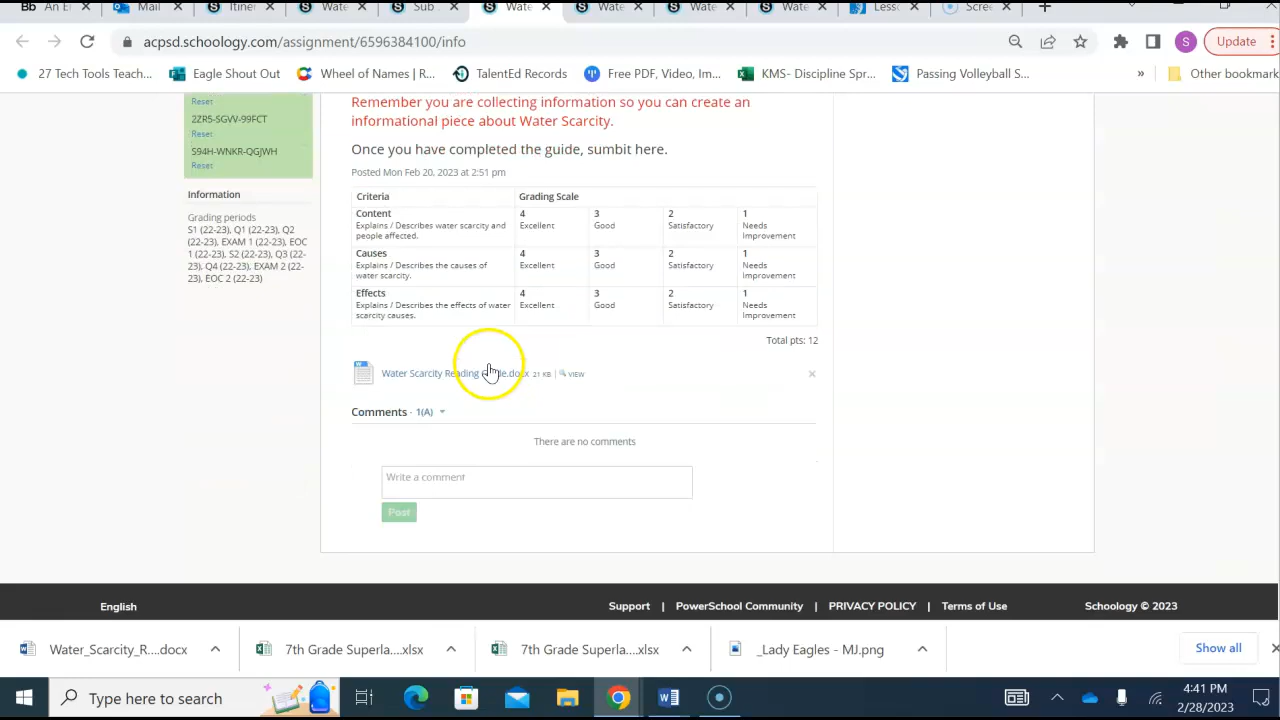 Bb An E
Mail
Itiner
Wate
Sub
Wate
Wate
Wate
Wate
Lesso
Scree
acpsd.schoology.com/assignment/6596384100/info
Update
27 Tech Tools Teach...
Eagle Shout Out
Wheel of Names | R...
TalentEd Records
Free PDF, Video, Im...
KMS- Discipline Spr...
Passing Volleyball S...
»
Other bookmark
Reset
2ZR5-SGVV-99FCT
Reset
S94H-WNKR-QGJWH
Reset
Information
Grading periods
S1 (22-23), Q1 (22-23), Q2
(22-23), EXAM 1 (22-23), EOC
1 (22-23), S2 (22-23), Q3 (22-
23), Q4 (22-23), EXAM 2 (22-
23), EOC 2 (22-23)
Remember you are collecting information so you can create an
informational piece about Water Scarcity.
Once you have completed the guide, sumbit here.
Posted Mon Feb 20, 2023 at 2:51 pm
Criteria Grading Scale
Content 4 3 2 1
Explains / Describes water scarcity and Excellent Good Satisfactory Needs
people affected. Improvement
Causes 4 3 2 1
Explains / Describes the causes of Excellent Good Satisfactory Needs
water scarcity. Improvement
Effects 4 3 2 1
Explains / Describes the effects of water Excellent Good Satisfactory Needs
scarcity causes. Improvement
Total pts: 12
Water Scarcity Reading 21 KB | VIEW
Comments · 1(A)
There are no comments
Write a comment
Post
English
Support | PowerSchool Community | PRIVACY POLICY | Terms of Use
Schoology © 2023
Water_Scarcity_R....docx
7th Grade Superla....xlsx
7th Grade Superla....xlsx
_Lady Eagles - MJ.png
Show all
Type here to search
4:41 PM
2/28/2023